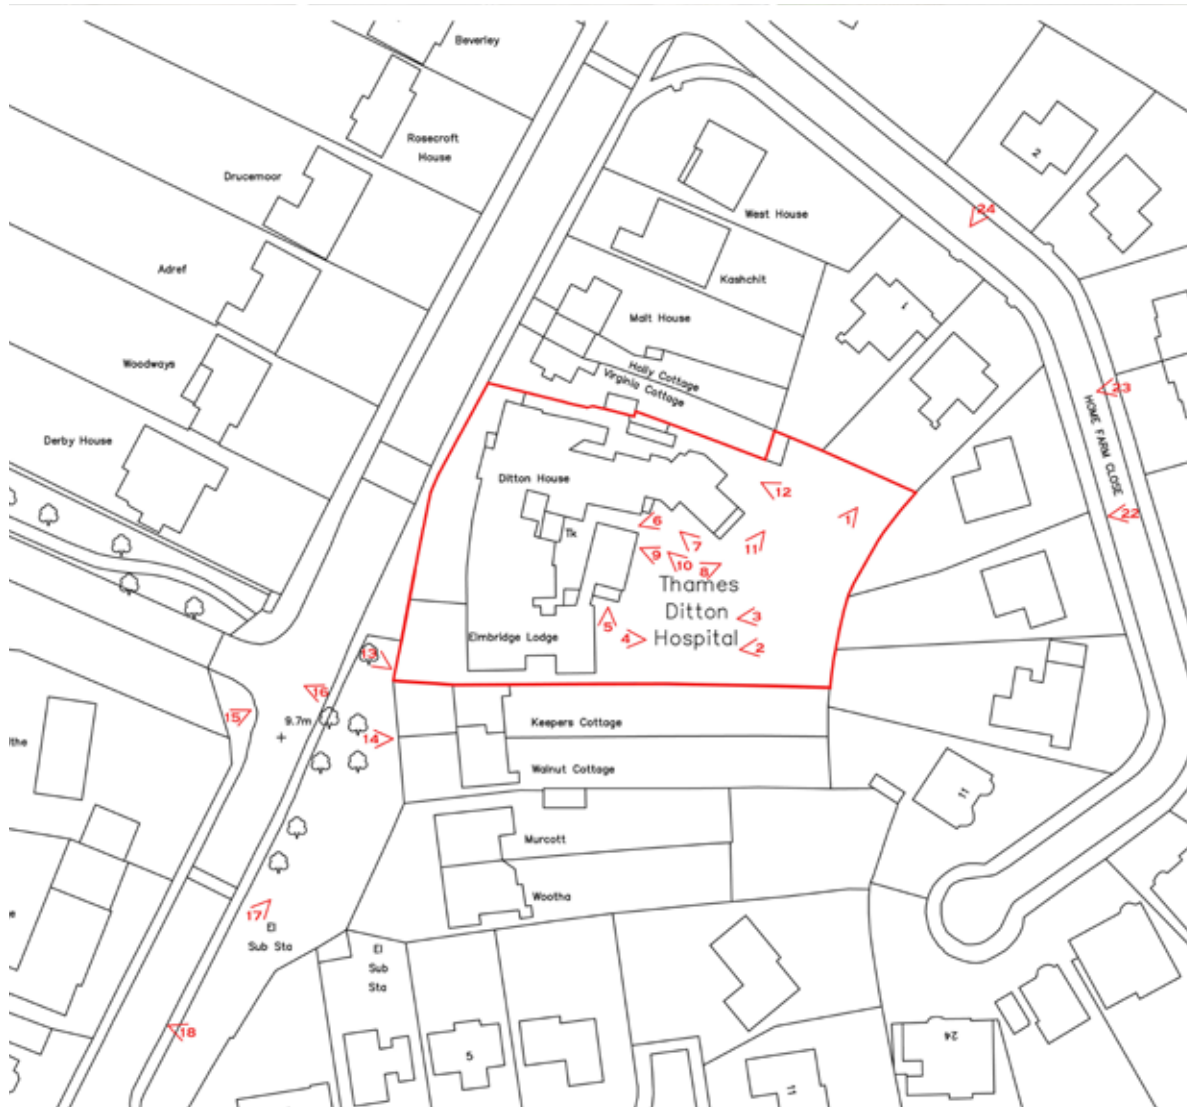 Beverley
Rosecroft
House
Drucemoor
2
24
West House
Adref
Kashchit
1
Malt House
Woodways
Holly Cottage
Virginia Cottage
23
HOME FARM CLOSE
Derby House
Ditton House
12
22
1
6
Tk
7
11
9
10
8
Thames
Ditton
Hospital
3
5
4
2
Elmbridge Lodge
13
16
15
9.7m
14
Keepers Cottage
Walnut Cottage
11
Murcott
Wootha
17
El
Sub Sta
El
Sub
Sta
18
5
24
11